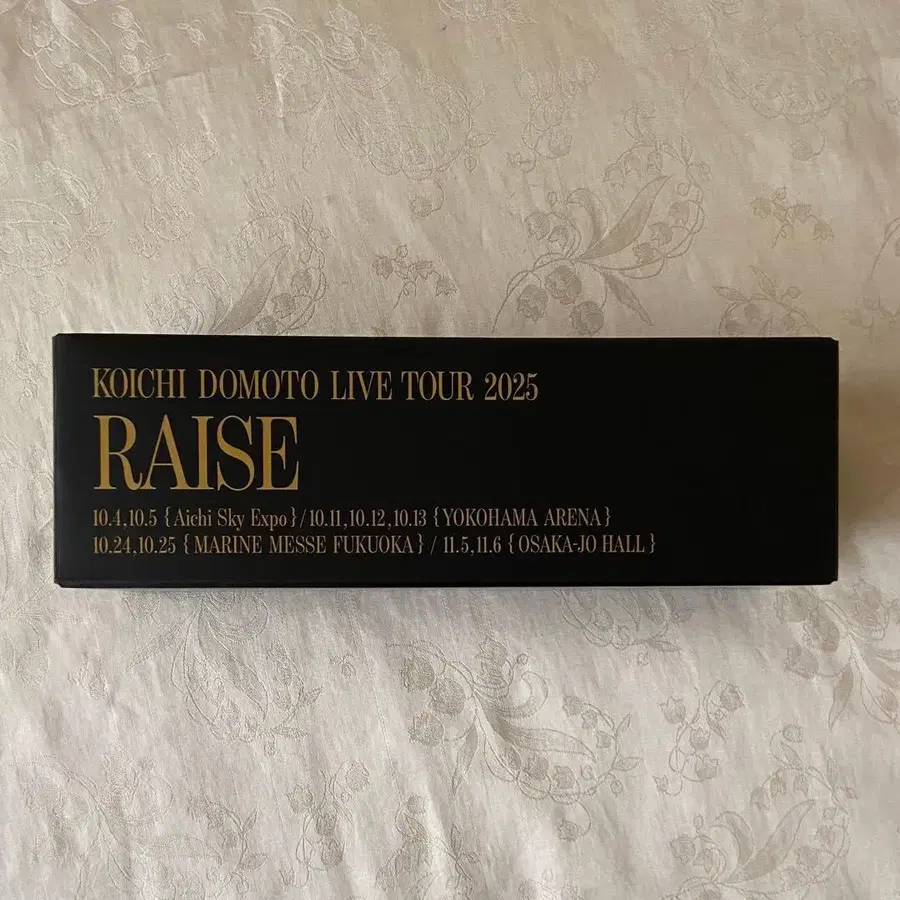 KOICHI DOMOTO LIVE TOUR 2025
RAISE
10.4,10.5 {Aichi Sky Expo}/10.11,10.12,10.13 {YOKOHAMA ARENA}
10.24,10.25 {MARINE MESSE FUKUOKA} / 11.5,11.6 {OSAKA-JO HALL}